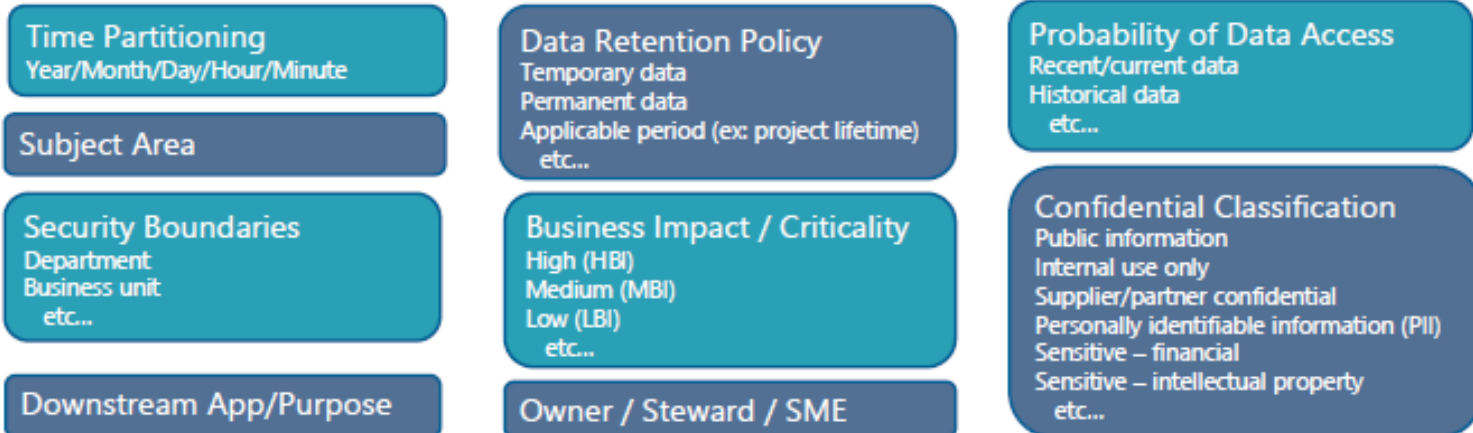 Time Partitioning
Year/Month/Day/Hour/Minute
Subject Area
Security Boundaries
Department
Business unit
etc...
Downstream App/Purpose
Data Retention Policy
Temporary data
Permanent data
Applicable period (ex: project lifetime)
etc...
Business Impact / Criticality
High (HBI)
Medium (MBI)
Low (LBI)
etc...
Owner / Steward / SME
Probability of Data Access
Recent/current data
Historical data
etc...
Confidential Classification
Public information
Internal use only
Supplier/partner confidential
Personally identifiable information (PII)
Sensitive – financial
Sensitive – intellectual property
etc...